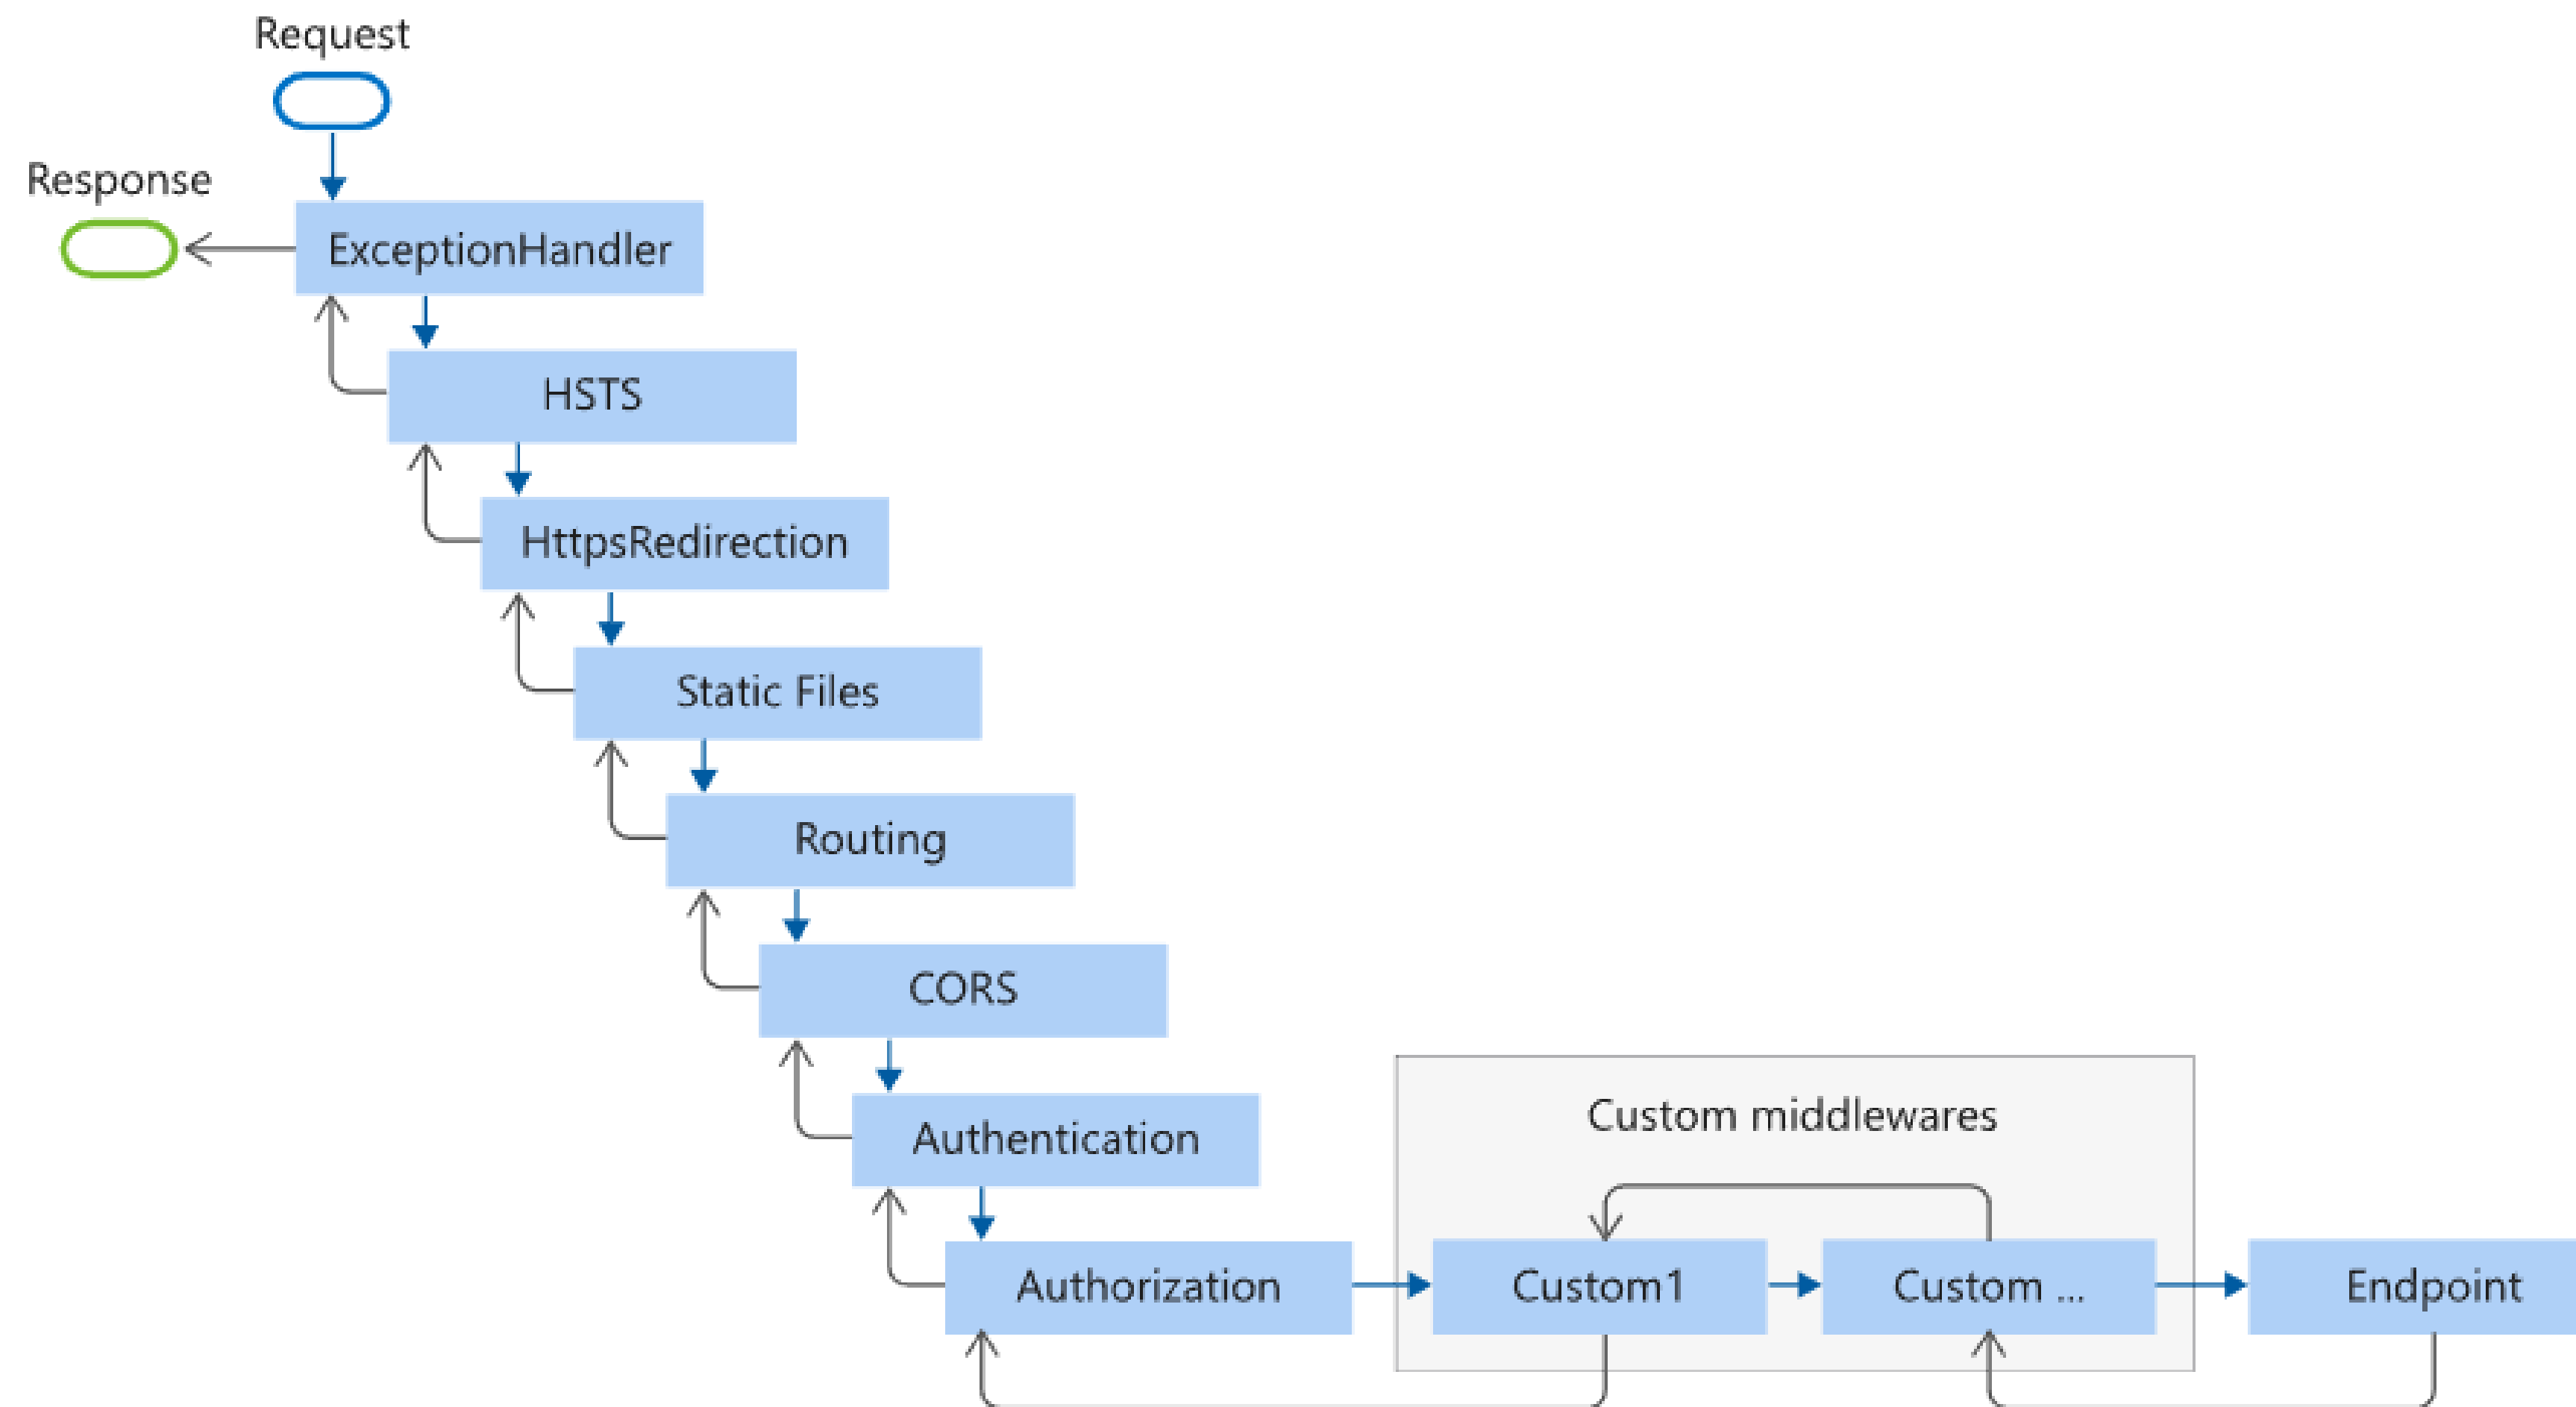 Request
Response
ExceptionHandler
HSTS
HttpsRedirection
Static Files
Routing
CORS
Authentication
Custom middlewares
Authorization
Custom1
Custom ...
Endpoint